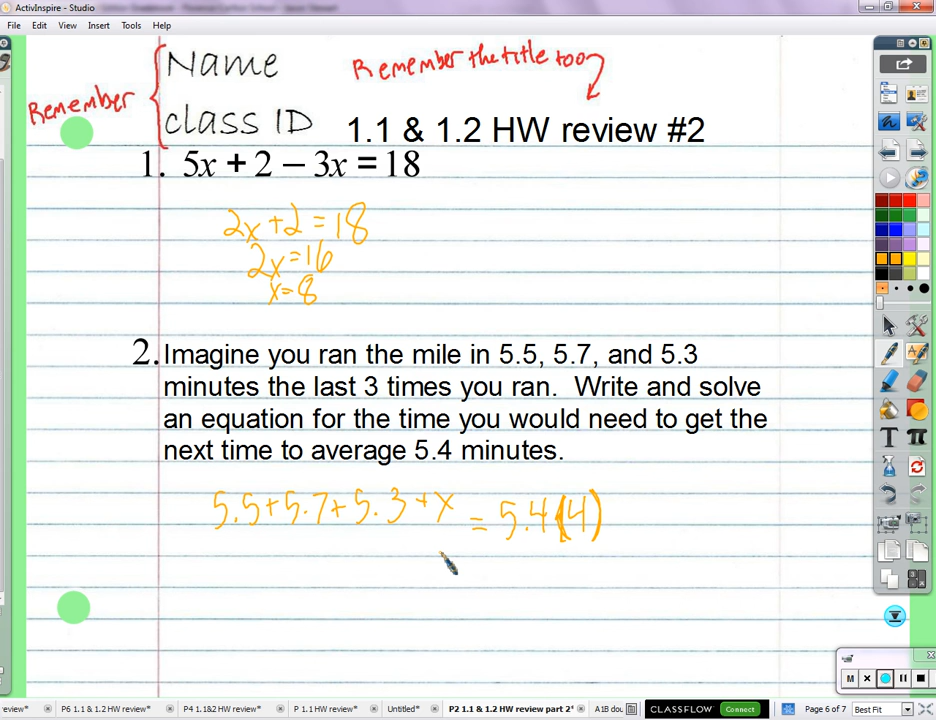 ActivInspire - Studio
File Edit View Insert Tools Help
Remember
Name
class ID
Remember the title too
1.1 & 1.2 HW review #2
1. 5x + 2 − 3x = 18
2x + 2 = 18
2x = 16
x = 8
2. Imagine you ran the mile in 5.5, 5.7, and 5.3
minutes the last 3 times you ran. Write and solve
an equation for the time you would need to get the
next time to average 5.4 minutes.
5.5 + 5.7 + 5.3 + x = 5.4(4)
M
eview* P6 1.1 & 1.2 HW review* P4 1.1&2 HW review* P 1.1 HW review* Untitled* P2 1.1 & 1.2 HW review part 2* A1B dou. CLASSFLOW Connect Page 6 of 7 Best Fit